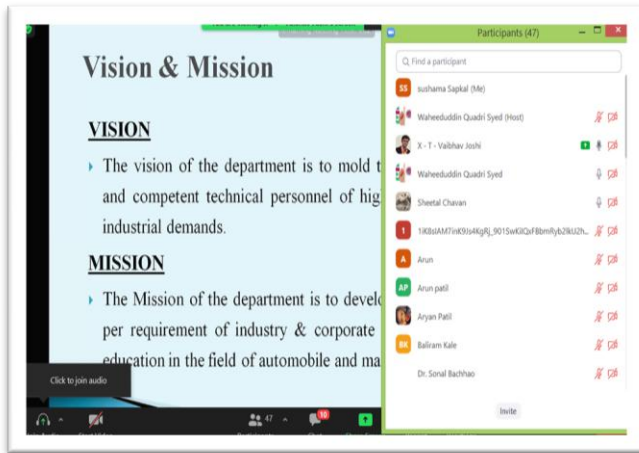 Vision & Mission
VISION
The vision of the department is to mold t
and competent technical personnel of hig
industrial demands.
MISSION
The Mission of the department is to develo
per requirement of industry & corporate
education in the field of automobile and ma
Click to join audio
47
10
Participants (47)
Find a participant
SS sushama Sapkal (Me)
Waheeduddin Quadri Syed (Host)
X - T - Vaibhav Joshi
Waheeduddin Quadri Syed
Sheetal Chavan
1
A Arun
AP Arun patil
Aryan Patil
BK Baliram Kale
Dr. Sonal Bachhao
Invite